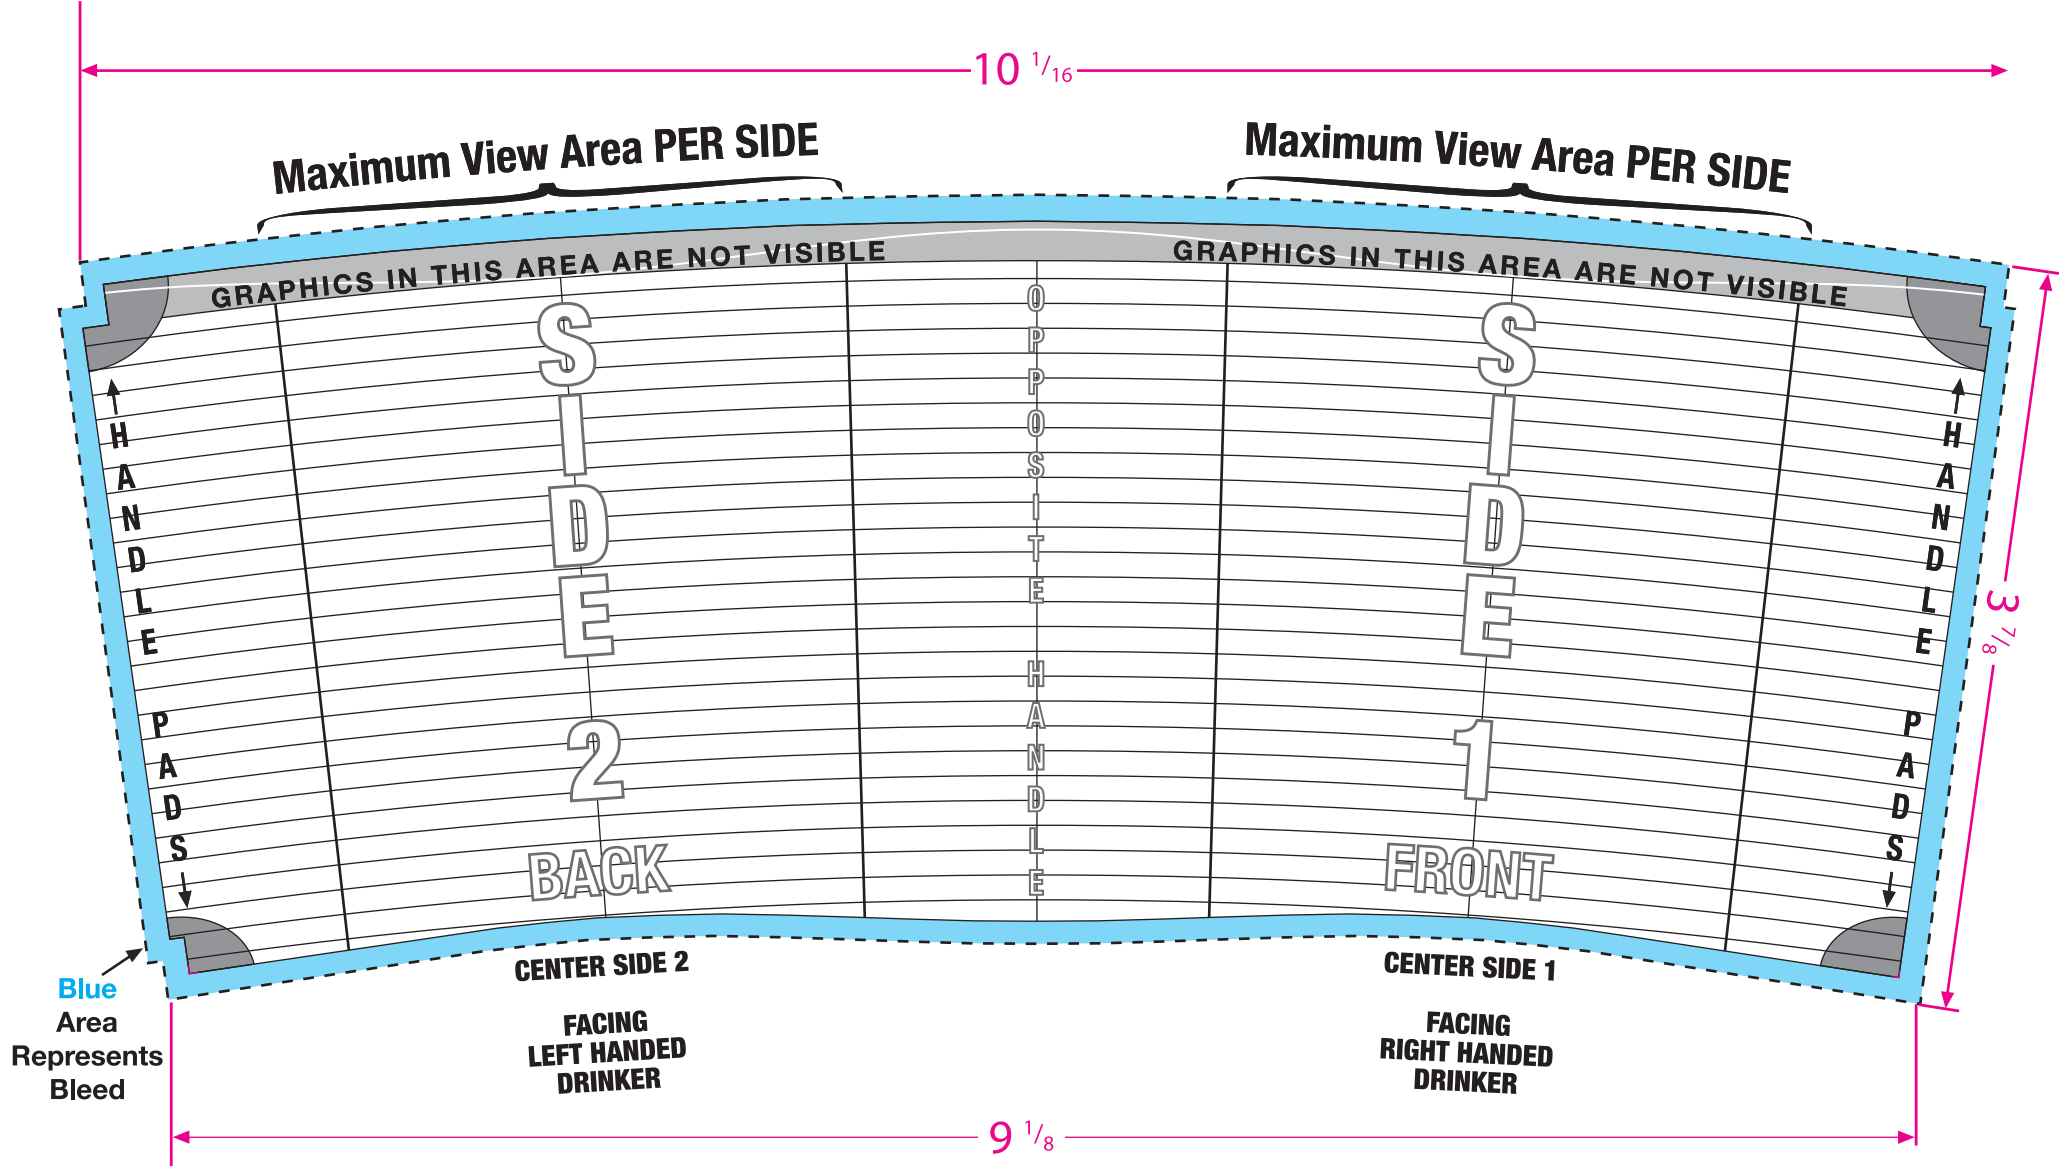 10 1/16
Maximum View Area PER SIDE
Maximum View Area PER SIDE
GRAPHICS IN THIS AREA ARE NOT VISIBLE
GRAPHICS IN THIS AREA ARE NOT VISIBLE
HANDLE PADS
SIDE 2
BACK
OPPOSITE HANDLE
SIDE 1
FRONT
HANDLE PADS
3 7/8
CENTER SIDE 2
CENTER SIDE 1
Blue
Area
Represents
Bleed
FACING
LEFT HANDED
DRINKER
FACING
RIGHT HANDED
DRINKER
9 1/8